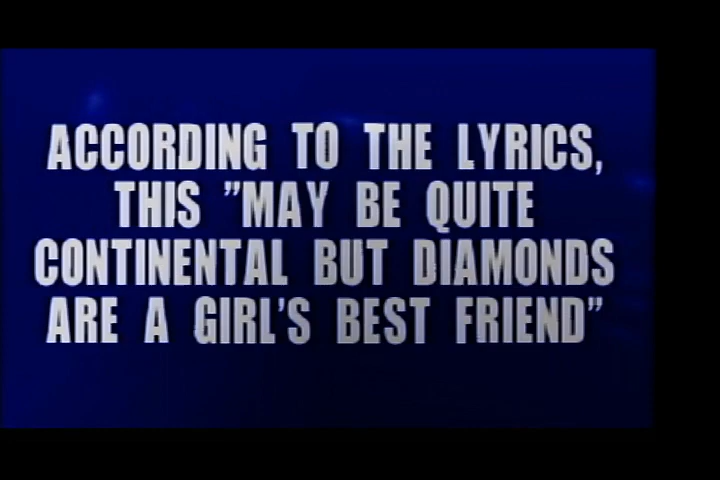 ACCORDING TO THE LYRICS,
THIS "MAY BE QUITE
CONTINENTAL BUT DIAMONDS
ARE A GIRL'S BEST FRIEND"